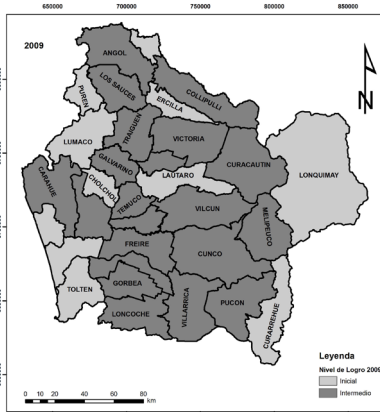 650000 700000 750000 800000 850000
2009
N
ANGOL
LOS SAUCES
COLLIPULLI
PUREN
ERCILLA
TRAIGUEN
VICTORIA
LUMACO
GALVARINO
CURACAUTIN
LONQUIMAY
CARAHUE
CHOLCHOL
LAUTARO
TEMUCO
VILCUN
MELIPEUCO
FREIRE
CUNCO
TOLTEN
GORBEA
VILLARRICA
PUCON
LONCOCHE
CURARREHUE
Leyenda
Nivel de Logro 2009
Inicial
Intermedio
0 10 20 40 60 80
km